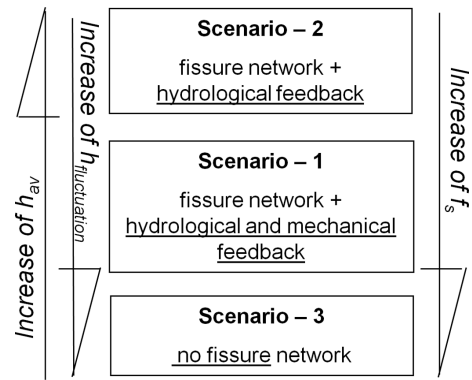 Increase of h_av
Increase of h_fluctuation
Scenario – 2
fissure network +
hydrological feedback
Scenario – 1
fissure network +
hydrological and mechanical
feedback
Scenario – 3
no fissure network
Increase of f_s